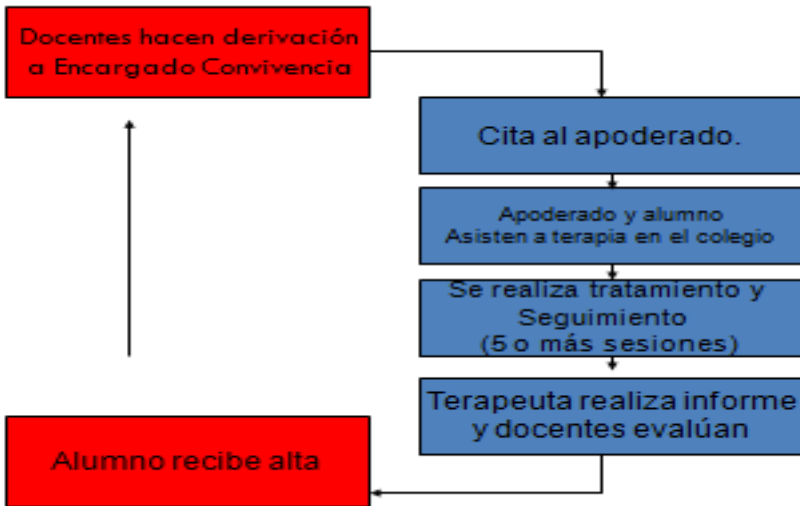 Docentes hacen derivación
a Encargado Convivencia
Cita al apoderado.
Apoderado y alumno
Asisten a terapia en el colegio
Se realiza tratamiento y
Seguimiento
(5 o más sesiones)
Terapeuta realiza informe
y docentes evalúan
Alumno recibe alta